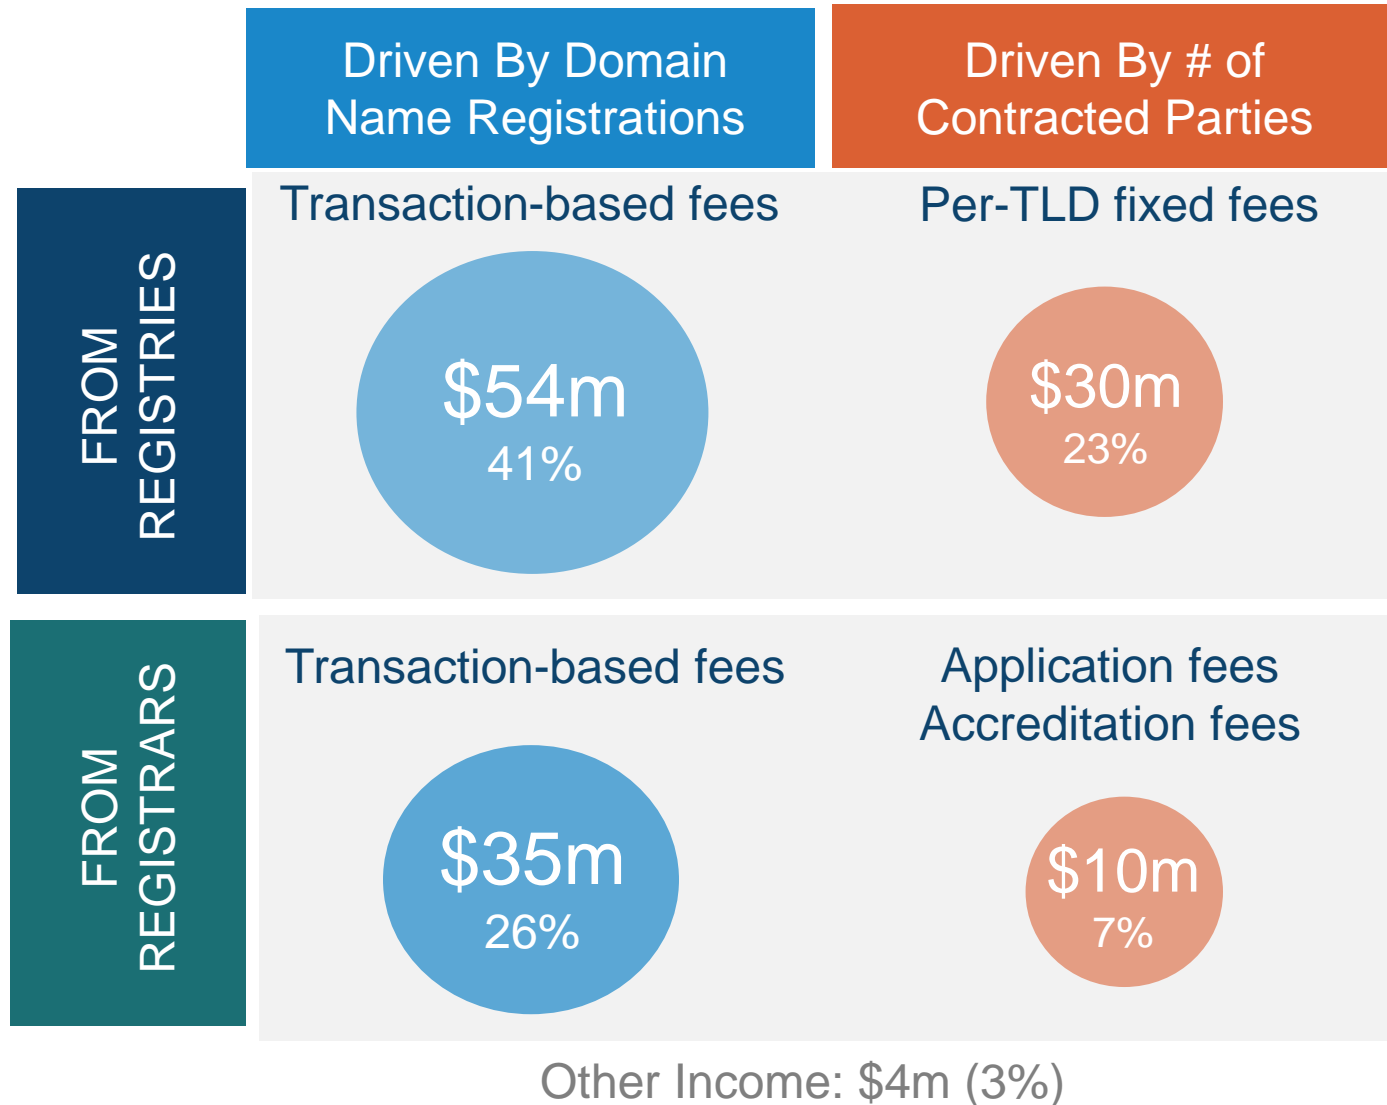 Driven By Domain
Name Registrations
Driven By # of
Contracted Parties
FROM
REGISTRIES
Transaction-based fees
$54m
41%
Per-TLD fixed fees
$30m
23%
FROM
REGISTRARS
Transaction-based fees
$35m
26%
Application fees
Accreditation fees
$10m
7%
Other Income: $4m (3%)